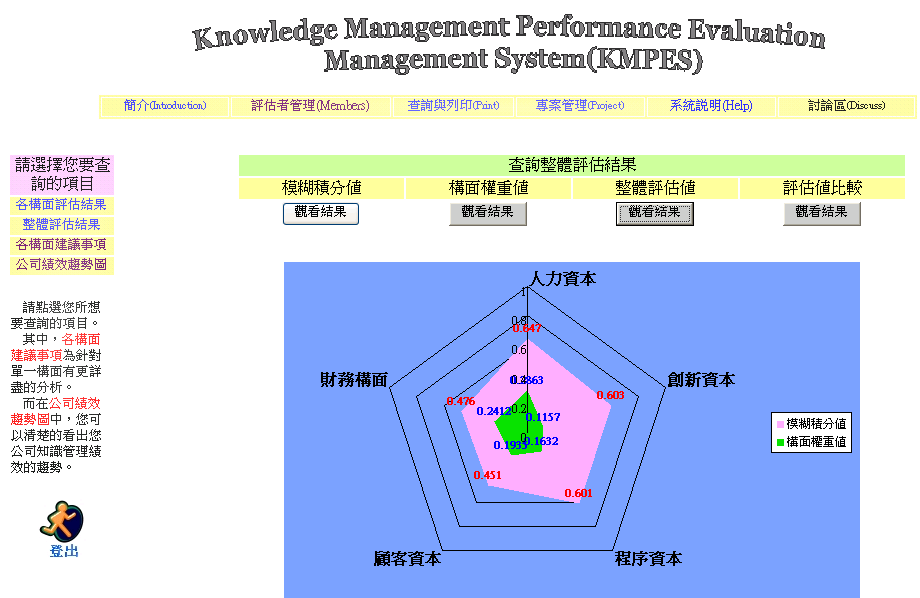 Knowledge Management Performance Evaluation
Management System(KMPES)
簡介(Introduction) 評估者管理(Members) 查詢與列印(Print) 專案管理(Project) 系統說明(Help) 討論區(Discuss)
請選擇您要查
詢的項目
各構面評估結果
整體評估結果
各構面建議事項
公司績效趨勢圖
請點選您所想
要查詢的項目。
其中，各構面
建議事項為針對
單一構面有更詳
盡的分析。
而在公司績效
趨勢圖中，您可
以清楚的看出您
公司知識管理績
效的趨勢。
登出
查詢整體評估結果
模糊積分值 構面權重值 整體評估值 評估值比較
觀看結果 觀看結果 觀看結果 觀看結果
人力資本
1
0.8
0.647
0.6
財務構面
創新資本
0.476
0.603
0.2
0.2412
0.1157
0
0.1632
0.451
0.601
顧客資本
程序資本
模糊積分值
構面權重值